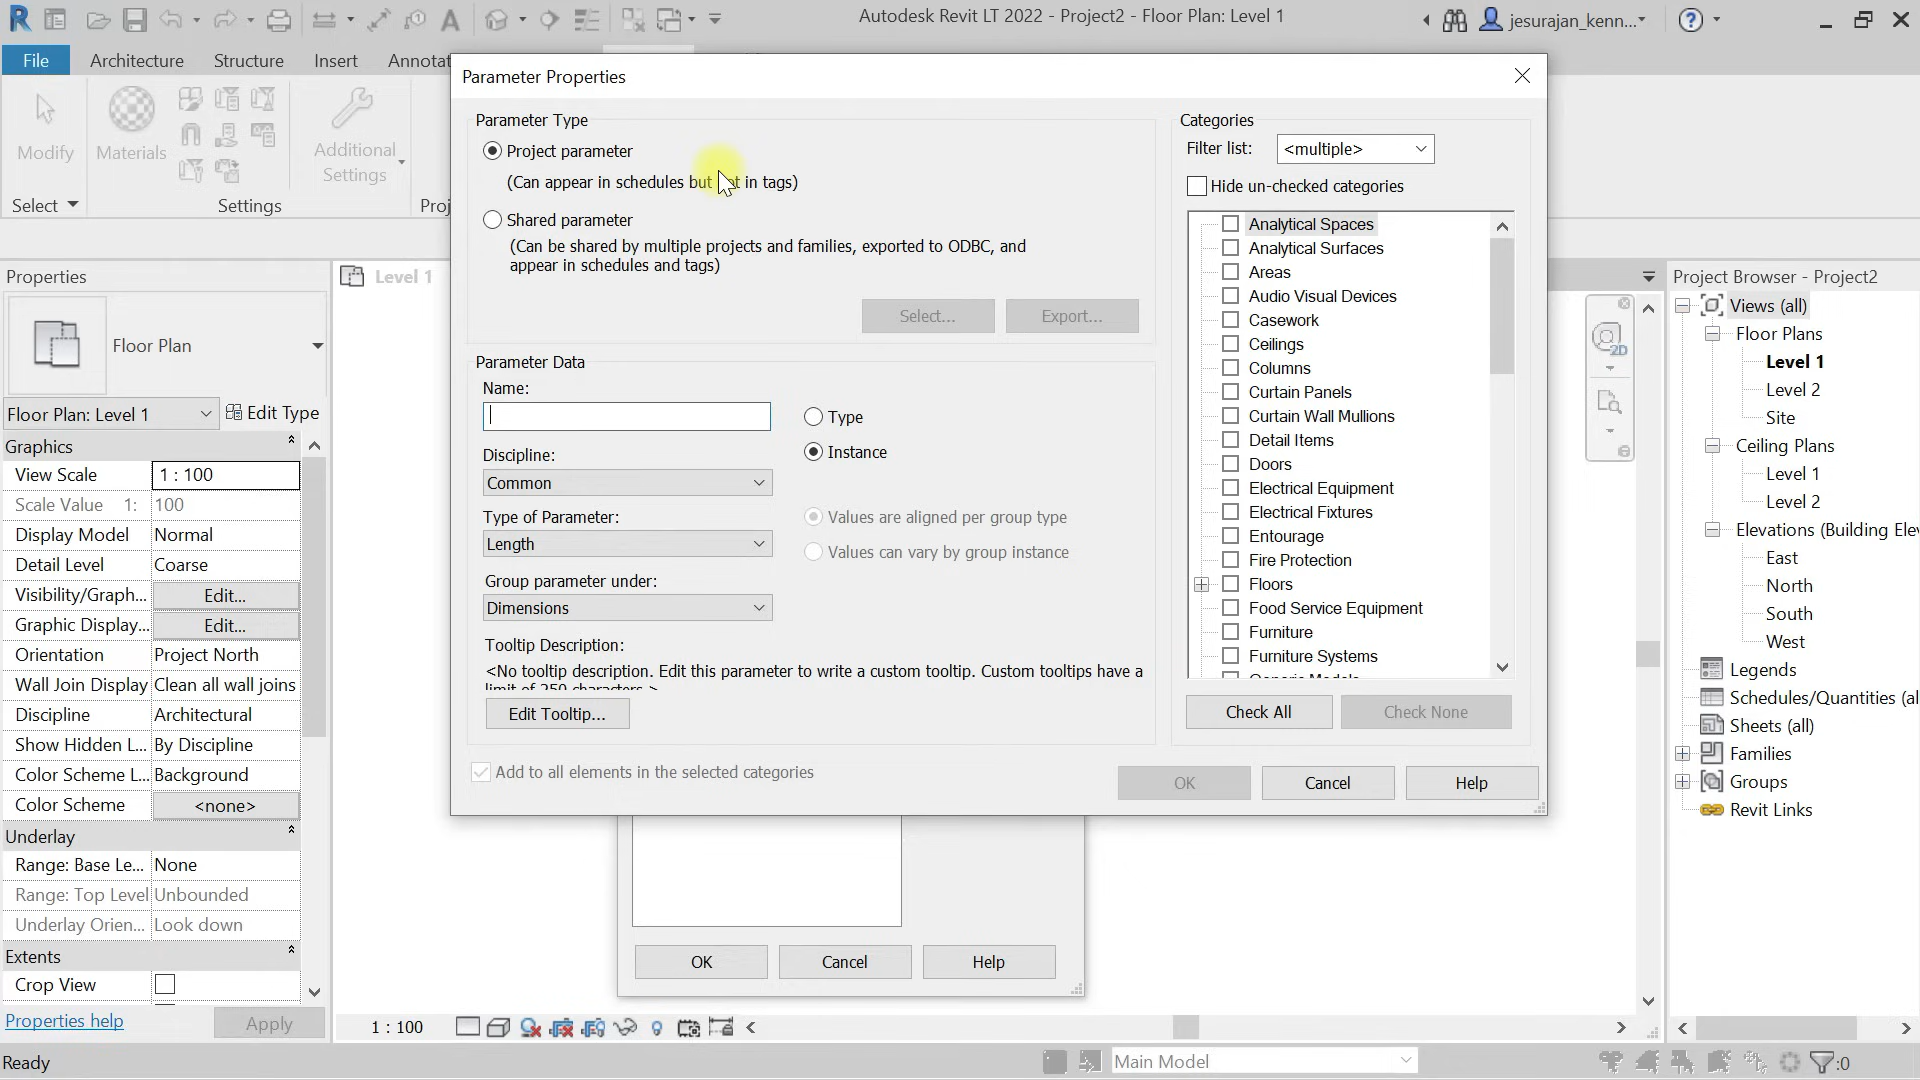 Autodesk Revit LT 2022 - Project2 - Floor Plan: Level 1
jesurajan_kenn...
File
Architecture
Structure
Insert
Annotat
Modify
Materials
Additional
Settings
Select
Settings
Proj
Parameter Properties
Parameter Type
Project parameter
(Can appear in schedules but not in tags)
Shared parameter
(Can be shared by multiple projects and families, exported to ODBC, and
appear in schedules and tags)
Select...
Export...
Parameter Data
Name:
Type
Instance
Discipline:
Common
Type of Parameter:
Length
Values are aligned per group type
Values can vary by group instance
Group parameter under:
Dimensions
Tooltip Description:
<No tooltip description. Edit this parameter to write a custom tooltip. Custom tooltips have a
limit of 250 characters.>
Edit Tooltip...
Add to all elements in the selected categories
OK
Cancel
Help
Categories
Filter list:
<multiple>
Hide un-checked categories
Analytical Spaces
Analytical Surfaces
Areas
Audio Visual Devices
Casework
Ceilings
Columns
Curtain Panels
Curtain Wall Mullions
Detail Items
Doors
Electrical Equipment
Electrical Fixtures
Entourage
Fire Protection
Floors
Food Service Equipment
Furniture
Furniture Systems
Generic Models
Check All
Check None
OK
Cancel
Help
Properties
Floor Plan
Floor Plan: Level 1
Edit Type
Graphics
View Scale 1 : 100
Scale Value 1: 100
Display Model Normal
Detail Level Coarse
Visibility/Graph... Edit...
Graphic Display... Edit...
Orientation Project North
Wall Join Display Clean all wall joins
Discipline Architectural
Show Hidden L... By Discipline
Color Scheme L... Background
Color Scheme <none>
Underlay
Range: Base Le... None
Range: Top Level Unbounded
Underlay Orien... Look down
Extents
Crop View
Properties help
Apply
Level 1
2D
Project Browser - Project2
Views (all)
Floor Plans
Level 1
Level 2
Site
Ceiling Plans
Level 1
Level 2
Elevations (Building Ele
East
North
South
West
Legends
Schedules/Quantities (al
Sheets (all)
Families
Groups
Revit Links
1 : 100
Ready
Main Model
:0